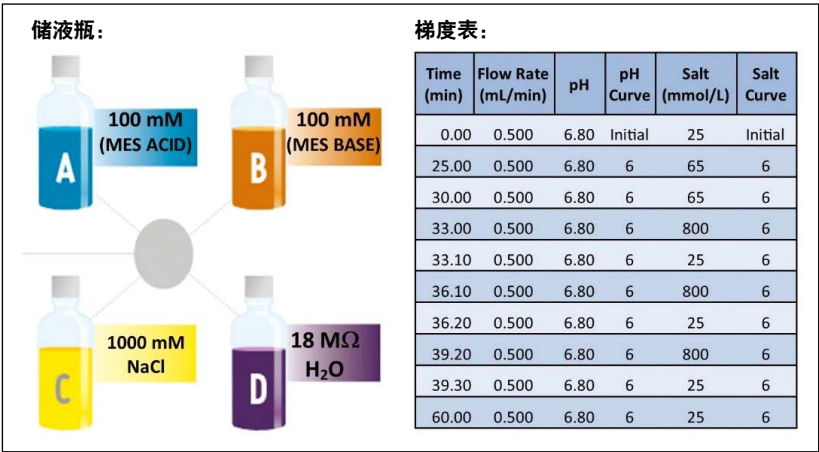 储液瓶：
100 mM
(MES ACID)
A
100 mM
(MES BASE)
B
1000 mM
NaCl
C
18 MΩ
H₂O
D
梯度表：
Time (min) Flow Rate (mL/min) pH pH Curve Salt (mmol/L) Salt Curve
0.00 0.500 6.80 Initial 25 Initial
25.00 0.500 6.80 6 65 6
30.00 0.500 6.80 6 65 6
33.00 0.500 6.80 6 800 6
33.10 0.500 6.80 6 25 6
36.10 0.500 6.80 6 800 6
36.20 0.500 6.80 6 25 6
39.20 0.500 6.80 6 800 6
39.30 0.500 6.80 6 25 6
60.00 0.500 6.80 6 25 6